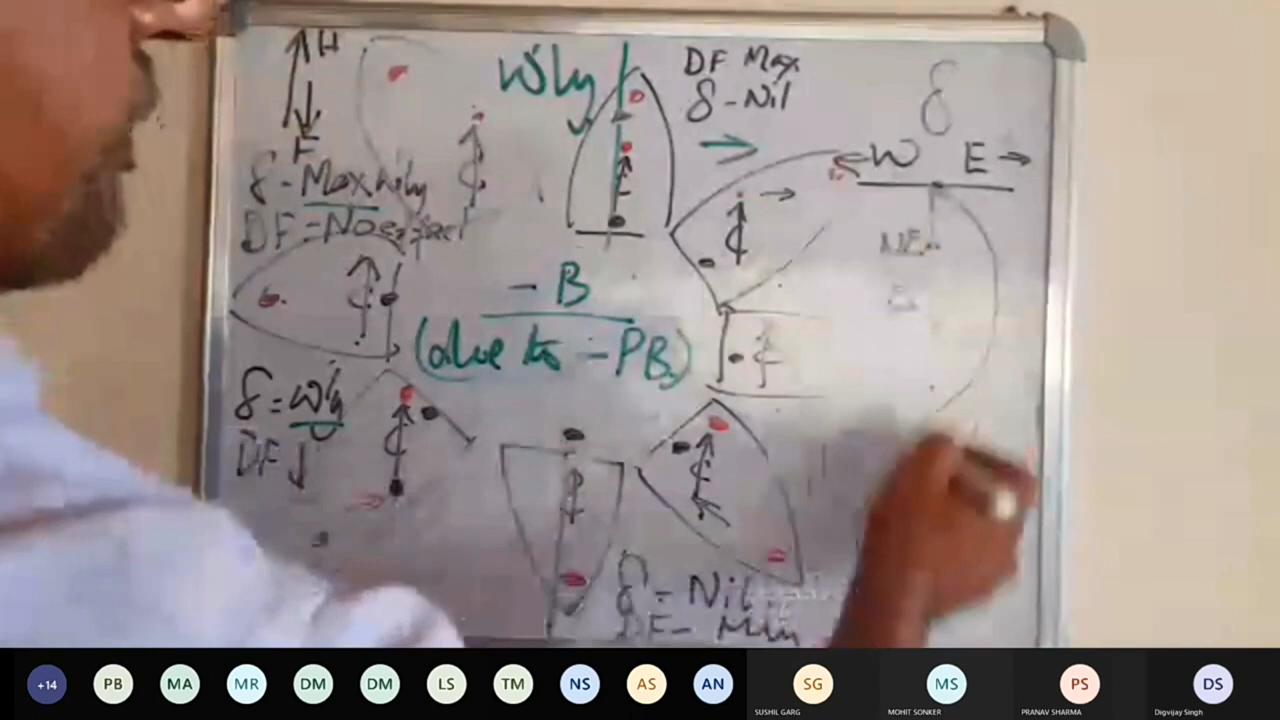 H
F
δ - Max Wly
DF = No effect
Wly
DF Max
δ - Nil
δ
W E
- B
(due to - PB)
δ = W'ly
DF ↓
δ = Nil
DF - Min
+14
PB
MA
MR
DM
DM
LS
TM
NS
AS
AN
SG
SUSHIL GARG
MS
MOHIT SONKER
PS
PRANAV SHARMA
DS
Digvijay Singh